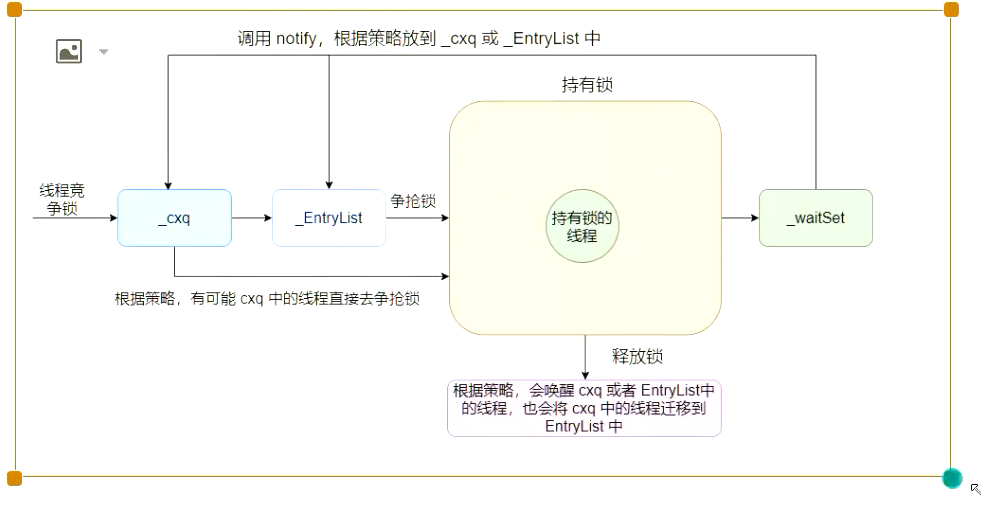 调用 notify，根据策略放到 _cxq 或 _EntryList 中
持有锁
线程竞
争锁
_cxq
_EntryList
争抢锁
持有锁的
线程
_waitSet
根据策略，有可能 cxq 中的线程直接去争抢锁
释放锁
根据策略，会唤醒 cxq 或者 EntryList中
的线程，也会将 cxq 中的线程迁移到
EntryList 中